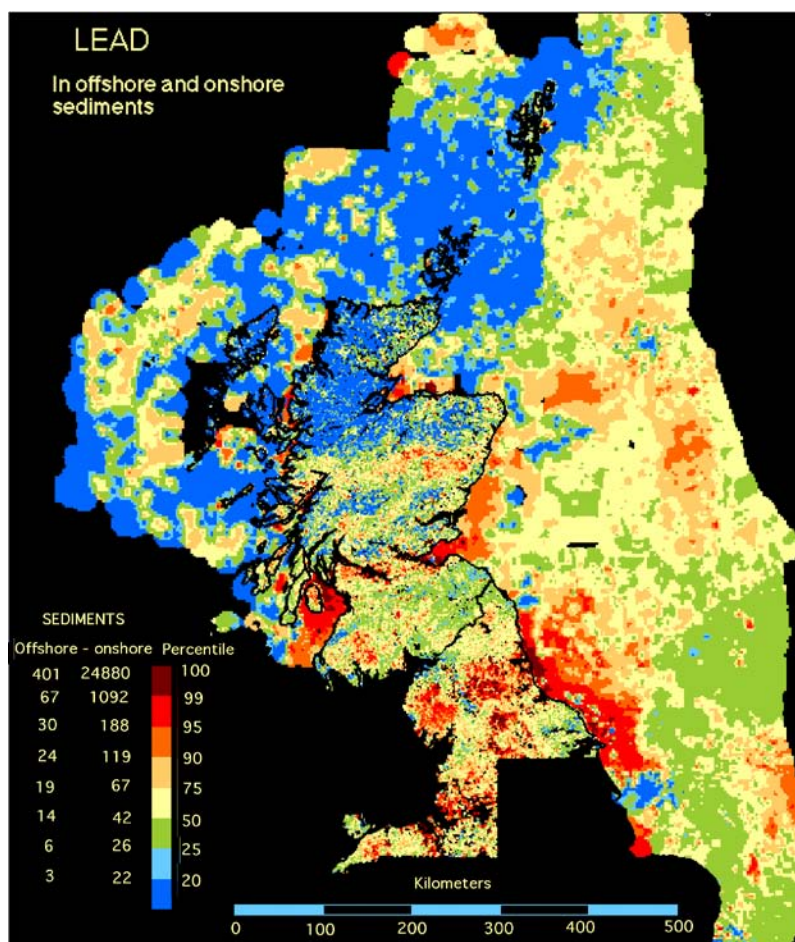 LEAD
In offshore and onshore
sediments
SEDIMENTS
Offshore - onshore Percentile
401 24880 100
67 1092 99
30 188 95
24 119 90
19 67 75
14 42 50
6 26 25
3 22 20
Kilometers
0 100 200 300 400 500